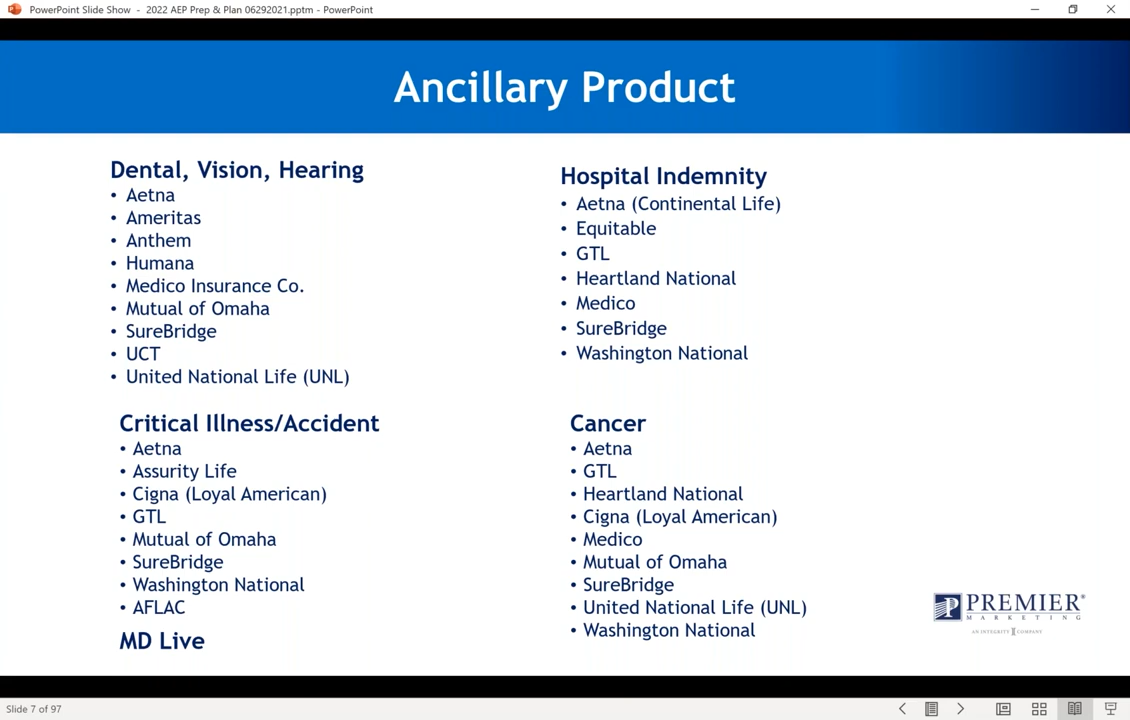 PowerPoint Slide Show - 2022 AEP Prep & Plan 06292021.pptm - PowerPoint
Ancillary Product
Dental, Vision, Hearing
• Aetna
• Ameritas
• Anthem
• Humana
• Medico Insurance Co.
• Mutual of Omaha
• SureBridge
• UCT
• United National Life (UNL)
Hospital Indemnity
• Aetna (Continental Life)
• Equitable
• GTL
• Heartland National
• Medico
• SureBridge
• Washington National
Critical Illness/Accident
• Aetna
• Assurity Life
• Cigna (Loyal American)
• GTL
• Mutual of Omaha
• SureBridge
• Washington National
• AFLAC
MD Live
Cancer
• Aetna
• GTL
• Heartland National
• Cigna (Loyal American)
• Medico
• Mutual of Omaha
• SureBridge
• United National Life (UNL)
• Washington National
PREMIER®
MARKETING
AN INTEGRITY COMPANY
Slide 7 of 97